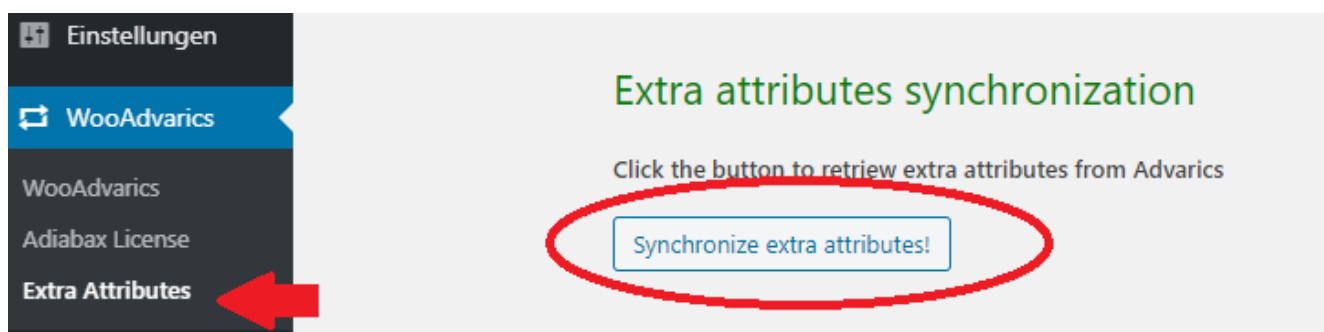 Einstellungen
WooAdvarics
WooAdvarics
Adiabax License
Extra Attributes
Extra attributes synchronization
Click the button to retriew extra attributes from Advarics
Synchronize extra attributes!